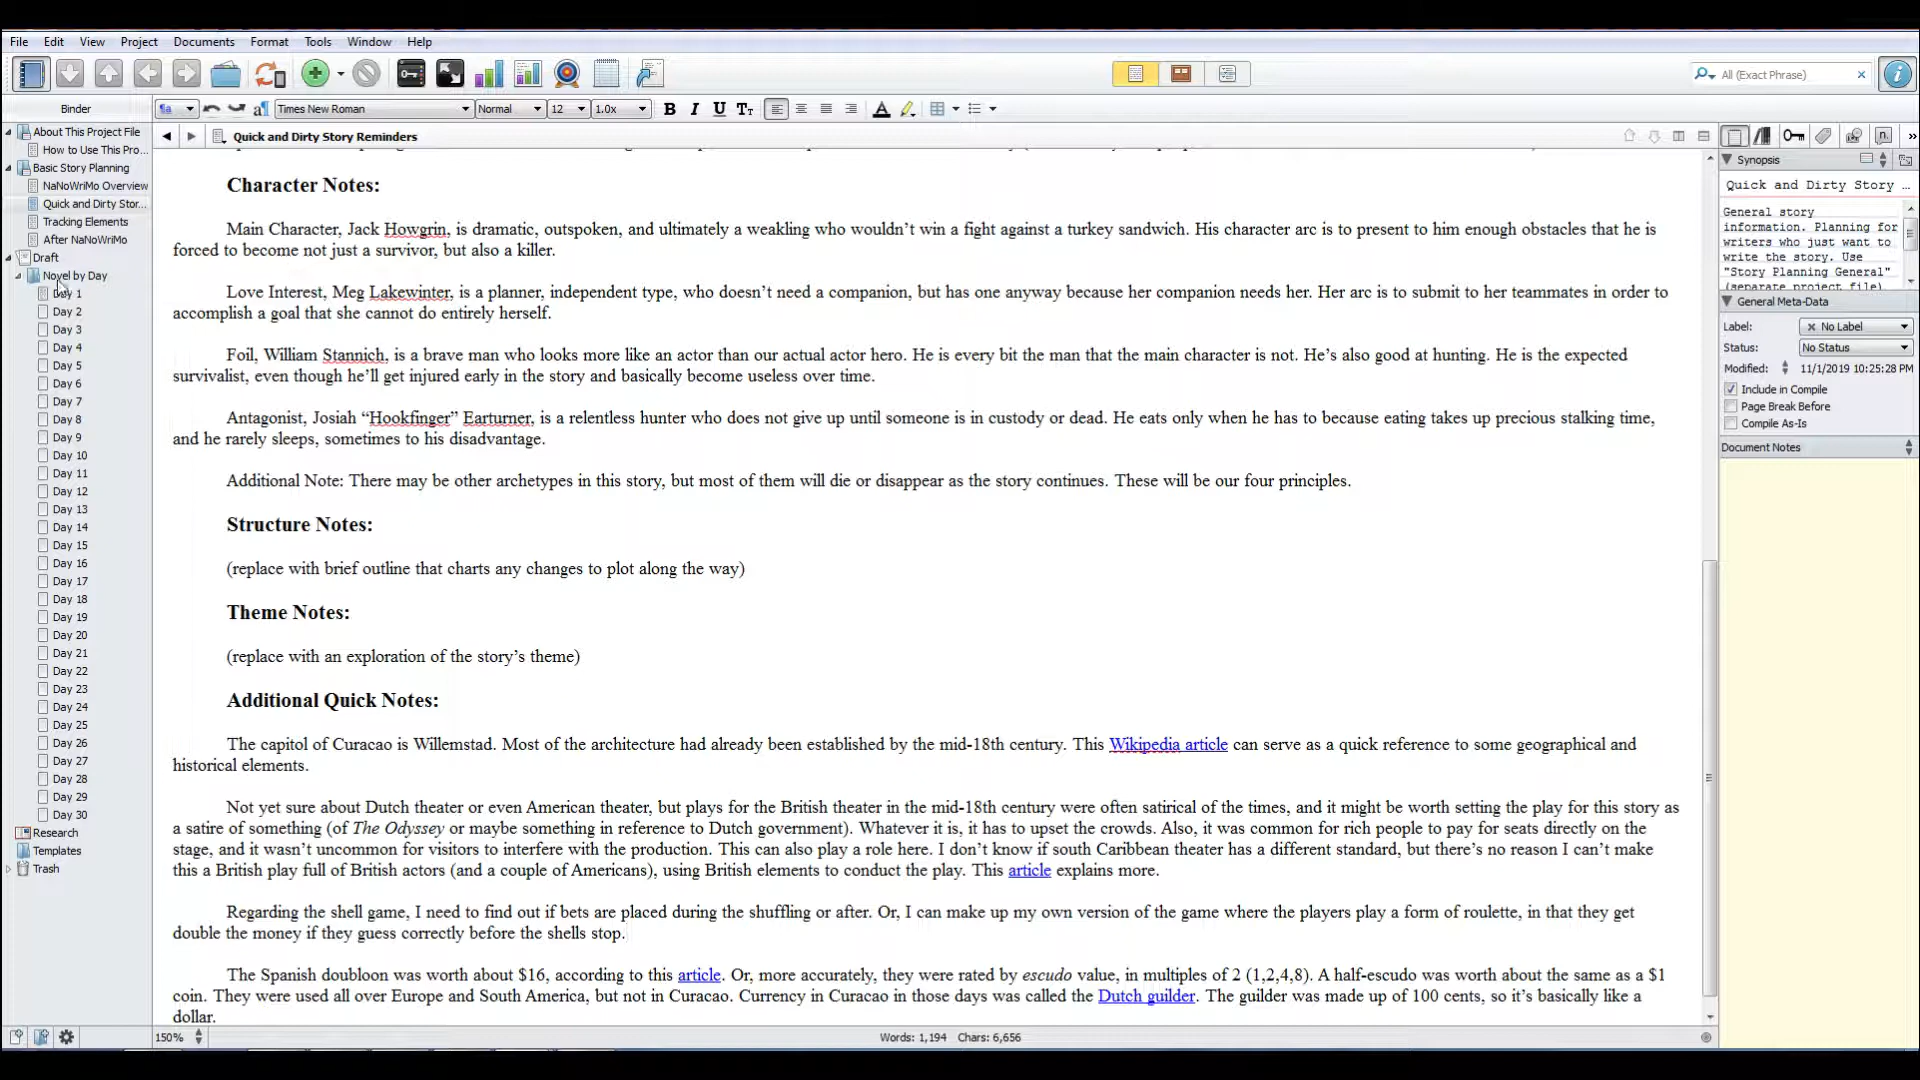 File Edit View Project Documents Format Tools Window Help
All (Exact Phrase)
Binder
Times New Roman Normal 12 1.0x B I U
About This Project File
How to Use This Pro...
Basic Story Planning
NaNoWriMo Overview
Quick and Dirty Stor...
Tracking Elements
After NaNoWriMo
Draft
Novel by Day
Day 1
Day 2
Day 3
Day 4
Day 5
Day 6
Day 7
Day 8
Day 9
Day 10
Day 11
Day 12
Day 13
Day 14
Day 15
Day 16
Day 17
Day 18
Day 19
Day 20
Day 21
Day 22
Day 23
Day 24
Day 25
Day 26
Day 27
Day 28
Day 29
Day 30
Research
Templates
Trash
Quick and Dirty Story Reminders
Character Notes:
Main Character, Jack Howgrin, is dramatic, outspoken, and ultimately a weakling who wouldn’t win a fight against a turkey sandwich. His character arc is to present to him enough obstacles that he is
forced to become not just a survivor, but also a killer.
Love Interest, Meg Lakewinter, is a planner, independent type, who doesn’t need a companion, but has one anyway because her companion needs her. Her arc is to submit to her teammates in order to
accomplish a goal that she cannot do entirely herself.
Foil, William Stannich, is a brave man who looks more like an actor than our actual actor hero. He is every bit the man that the main character is not. He’s also good at hunting. He is the expected
survivalist, even though he’ll get injured early in the story and basically become useless over time.
Antagonist, Josiah “Hookfinger” Earturner, is a relentless hunter who does not give up until someone is in custody or dead. He eats only when he has to because eating takes up precious stalking time,
and he rarely sleeps, sometimes to his disadvantage.
Additional Note: There may be other archetypes in this story, but most of them will die or disappear as the story continues. These will be our four principles.
Structure Notes:
(replace with brief outline that charts any changes to plot along the way)
Theme Notes:
(replace with an exploration of the story’s theme)
Additional Quick Notes:
The capitol of Curacao is Willemstad. Most of the architecture had already been established by the mid-18th century. This Wikipedia article can serve as a quick reference to some geographical and
historical elements.
Not yet sure about Dutch theater or even American theater, but plays for the British theater in the mid-18th century were often satirical of the times, and it might be worth setting the play for this story as
a satire of something (of The Odyssey or maybe something in reference to Dutch government). Whatever it is, it has to upset the crowds. Also, it was common for rich people to pay for seats directly on the
stage, and it wasn’t uncommon for visitors to interfere with the production. This can also play a role here. I don’t know if south Caribbean theater has a different standard, but there’s no reason I can’t make
this a British play full of British actors (and a couple of Americans), using British elements to conduct the play. This article explains more.
Regarding the shell game, I need to find out if bets are placed during the shuffling or after. Or, I can make up my own version of the game where the players play a form of roulette, in that they get
double the money if they guess correctly before the shells stop.
The Spanish doubloon was worth about $16, according to this article. Or, more accurately, they were rated by escudo value, in multiples of 2 (1,2,4,8). A half-escudo was worth about the same as a $1
coin. They were used all over Europe and South America, but not in Curacao. Currency in Curacao in those days was called the Dutch guilder. The guilder was made up of 100 cents, so it’s basically like a
dollar.
150%
Words: 1,194 Chars: 6,656
Synopsis
Quick and Dirty Story ...
General story
information. Planning for
writers who just want to
write the story. Use
"Story Planning General"
(separate project file)
General Meta-Data
Label: No Label
Status: No Status
Modified: 11/1/2019 10:25:28 PM
Include in Compile
Page Break Before
Compile As-Is
Document Notes